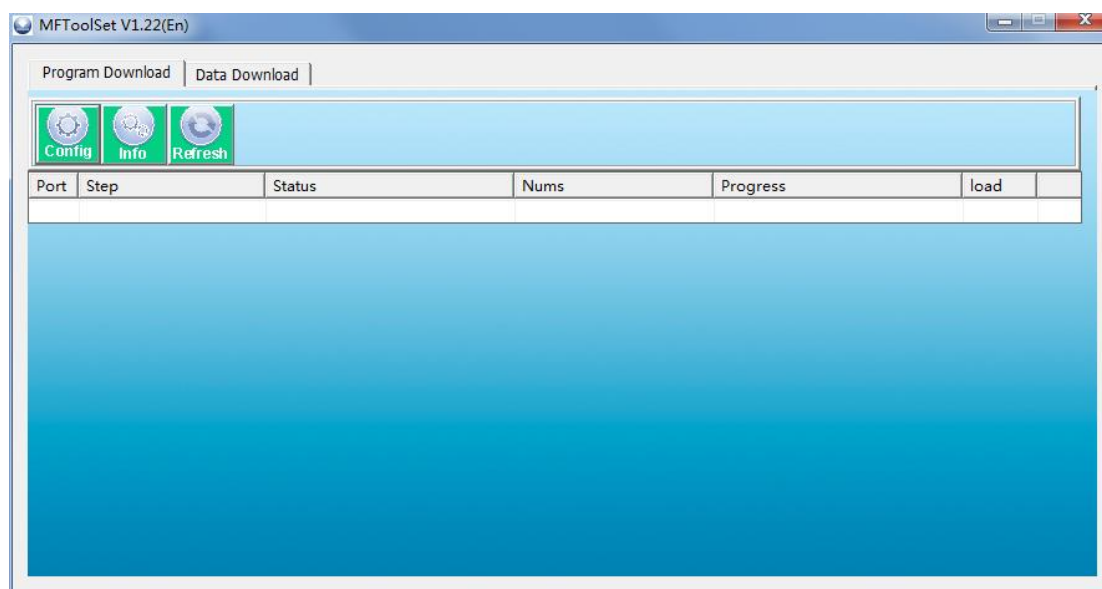 MFToolSet V1.22(En)
Program Download Data Download
Config Info Refresh
Port Step Status Nums Progress load